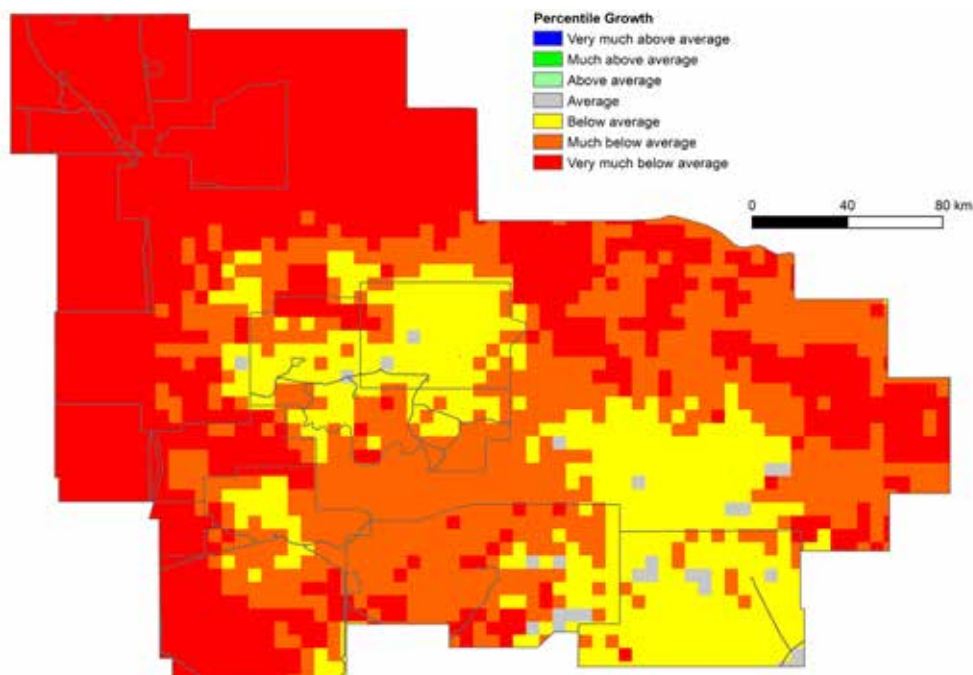 Percentile Growth
Very much above average
Much above average
Above average
Average
Below average
Much below average
Very much below average
0 40 80 km